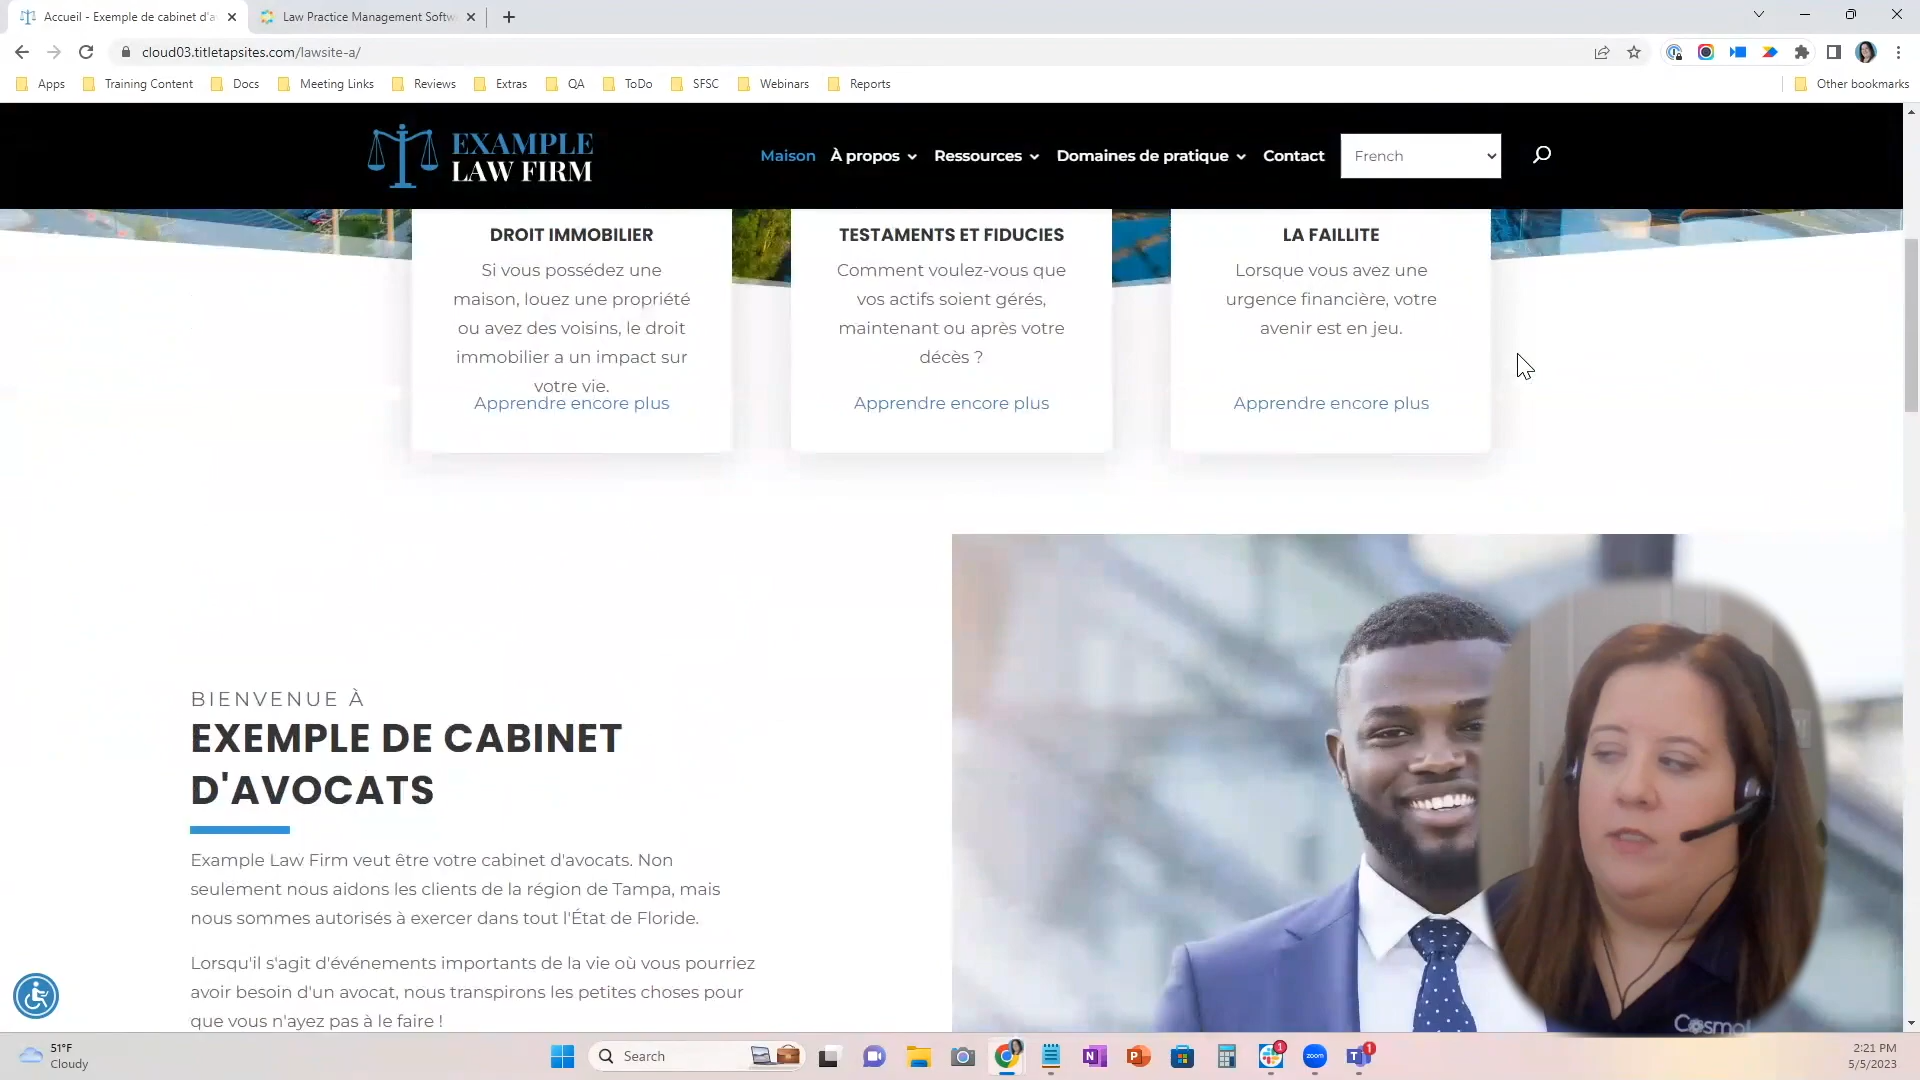 Accueil - Exemple de cabinet d'a
Law Practice Management Softw
cloud03.titletapsites.com/lawsite-a/
Apps Training Content Docs Meeting Links Reviews Extras QA ToDo SFSC Webinars Reports Other bookmarks
EXAMPLE
LAW FIRM
Maison À propos Ressources Domaines de pratique Contact French
DROIT IMMOBILIER
Si vous possédez une
maison, louez une propriété
ou avez des voisins, le droit
immobilier a un impact sur
votre vie.
Apprendre encore plus
TESTAMENTS ET FIDUCIES
Comment voulez-vous que
vos actifs soient gérés,
maintenant ou après votre
décès ?
Apprendre encore plus
LA FAILLITE
Lorsque vous avez une
urgence financière, votre
avenir est en jeu.
Apprendre encore plus
BIENVENUE À
EXEMPLE DE CABINET
D'AVOCATS
Example Law Firm veut être votre cabinet d'avocats. Non
seulement nous aidons les clients de la région de Tampa, mais
nous sommes autorisés à exercer dans tout l'État de Floride.
Lorsqu'il s'agit d'événements importants de la vie où vous pourriez
avoir besoin d'un avocat, nous transpirons les petites choses pour
que vous n'ayez pas à le faire !
Cosmol
51°F
Cloudy
Search
zoom
1
1
2:21 PM
5/5/2023